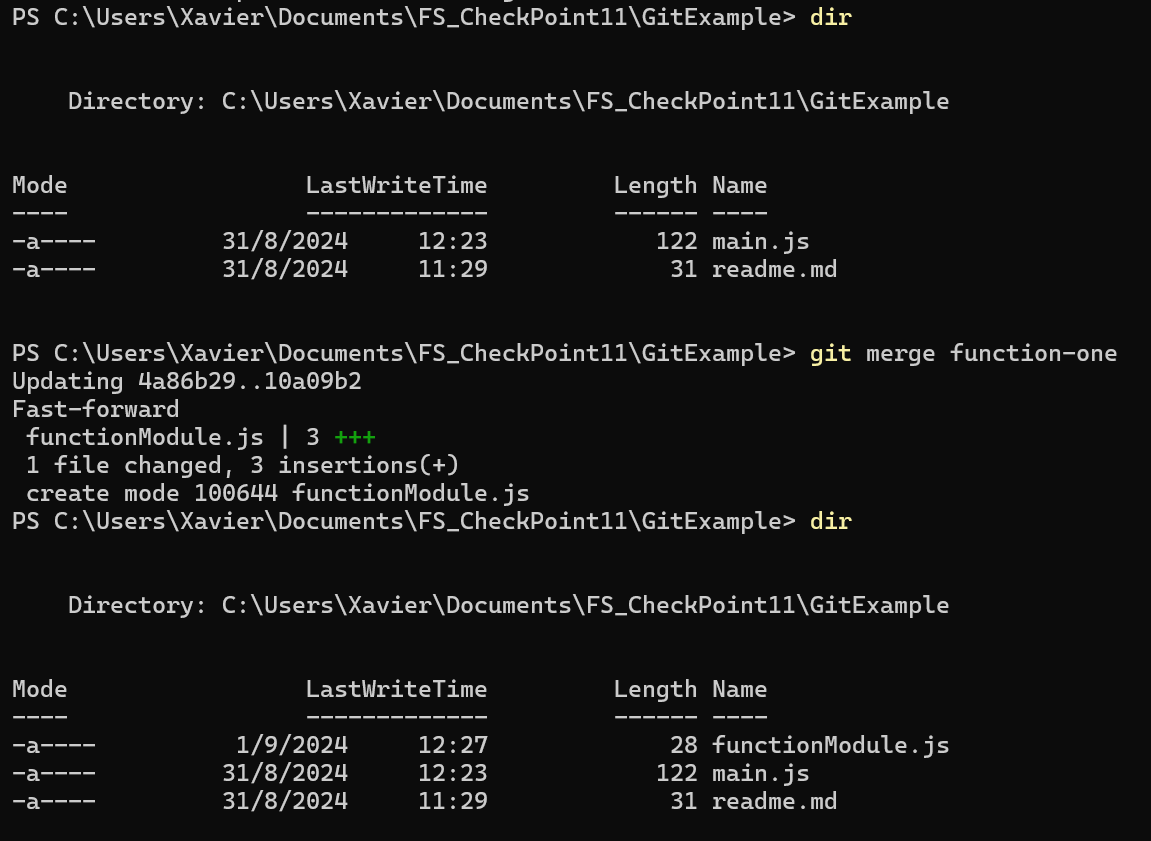 PS C:\Users\Xavier\Documents\FS_CheckPoint11\GitExample> dir
Directory: C:\Users\Xavier\Documents\FS_CheckPoint11\GitExample
Mode                 LastWriteTime         Length Name
----                 -------------         ------ ----
-a----         31/8/2024     12:23            122 main.js
-a----         31/8/2024     11:29             31 readme.md
PS C:\Users\Xavier\Documents\FS_CheckPoint11\GitExample> git merge function-one
Updating 4a86b29..10a09b2
Fast-forward
functionModule.js | 3 +++
1 file changed, 3 insertions(+)
create mode 100644 functionModule.js
PS C:\Users\Xavier\Documents\FS_CheckPoint11\GitExample> dir
Directory: C:\Users\Xavier\Documents\FS_CheckPoint11\GitExample
Mode                 LastWriteTime         Length Name
----                 -------------         ------ ----
-a----          1/9/2024     12:27             28 functionModule.js
-a----         31/8/2024     12:23            122 main.js
-a----         31/8/2024     11:29             31 readme.md